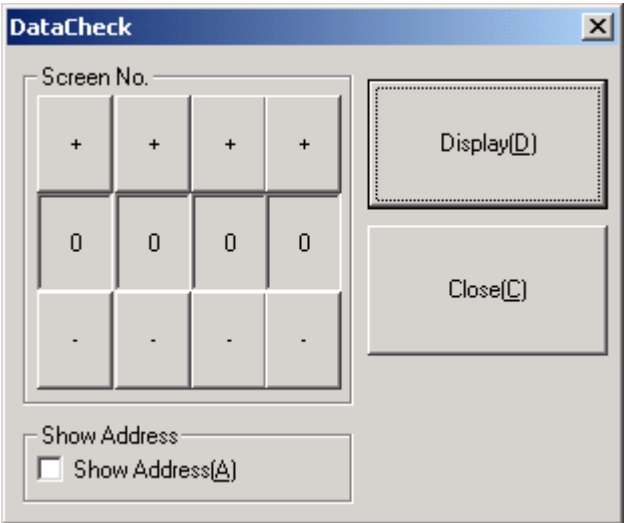 DataCheck
Screen No.
+ + + +
0 0 0 0
- - - -
Display(D)
Close(C)
Show Address
Show Address(A)